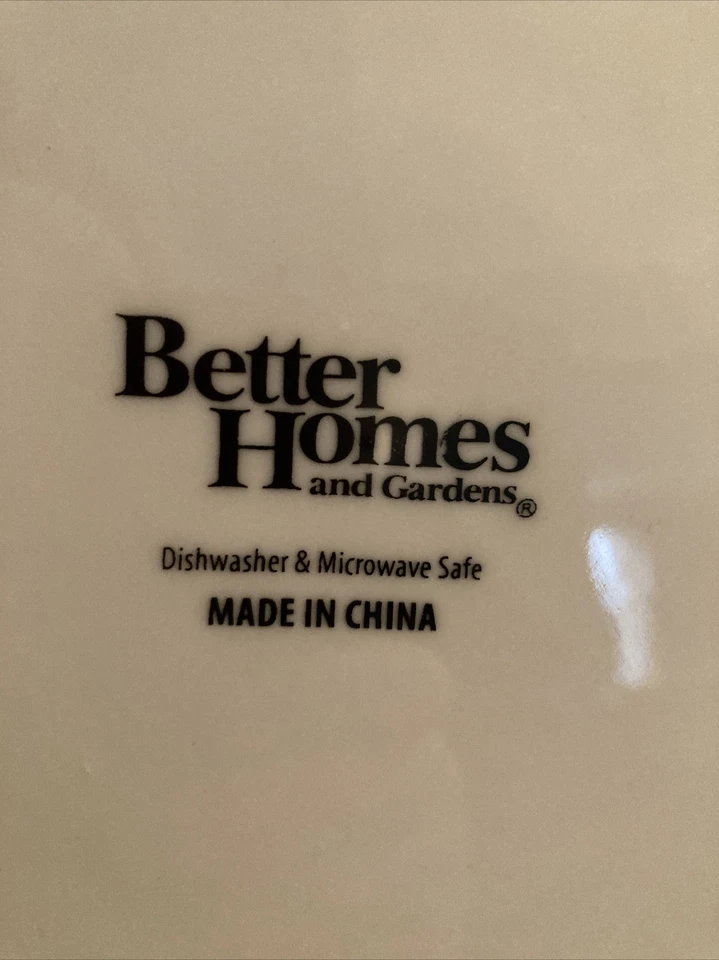 Better
Homes
and Gardens®
Dishwasher & Microwave Safe
MADE IN CHINA